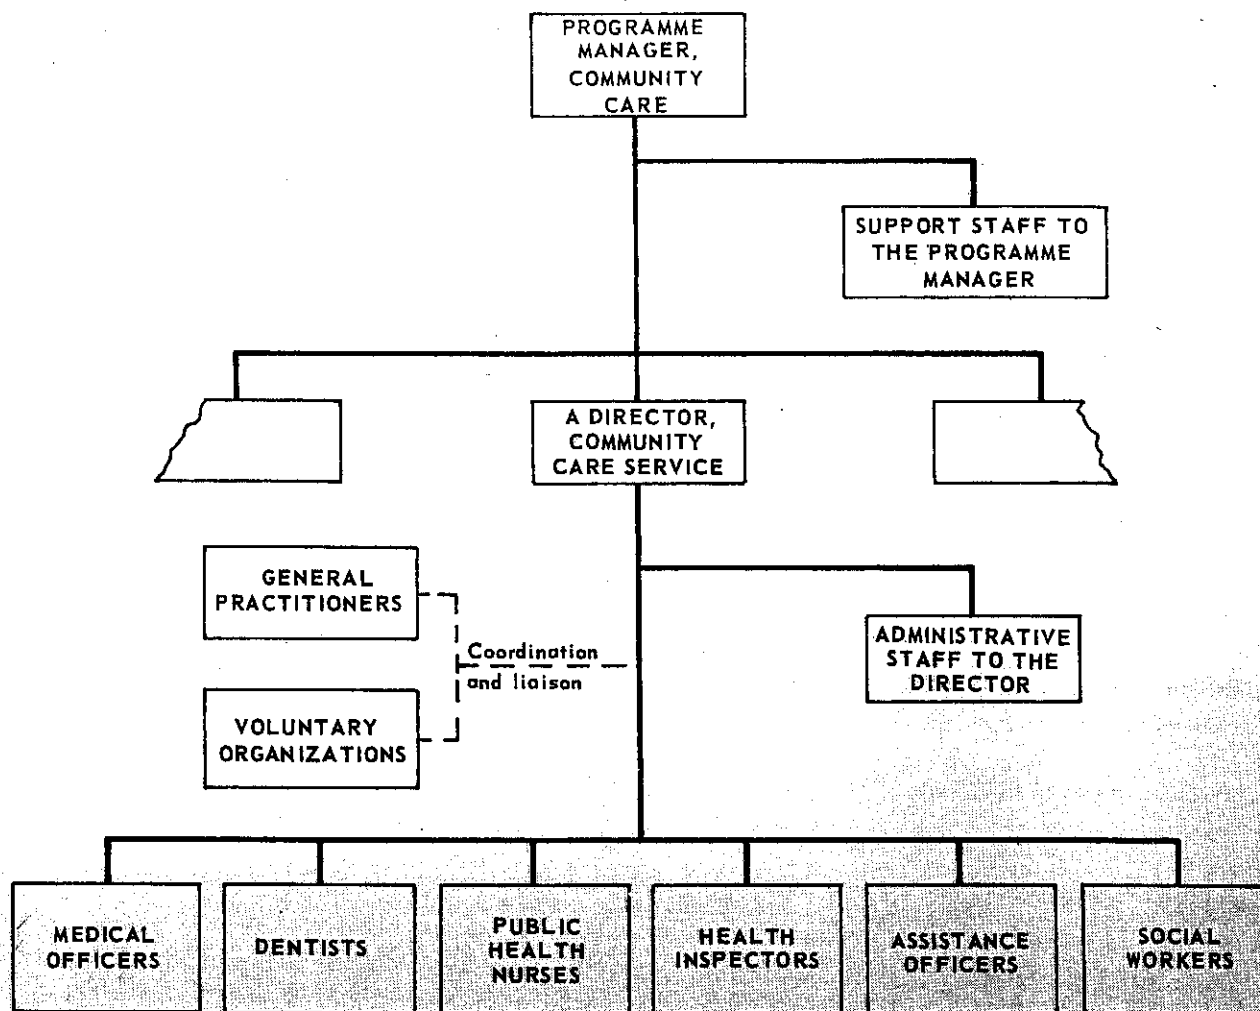 PROGRAMME
MANAGER,
COMMUNITY
CARE
SUPPORT STAFF TO
THE PROGRAMME
MANAGER
A DIRECTOR,
COMMUNITY
CARE SERVICE
GENERAL
PRACTITIONERS
Coordination
and liaison
ADMINISTRATIVE
STAFF TO THE
DIRECTOR
VOLUNTARY
ORGANIZATIONS
MEDICAL
OFFICERS
DENTISTS
PUBLIC
HEALTH
NURSES
HEALTH
INSPECTORS
ASSISTANCE
OFFICERS
SOCIAL
WORKERS